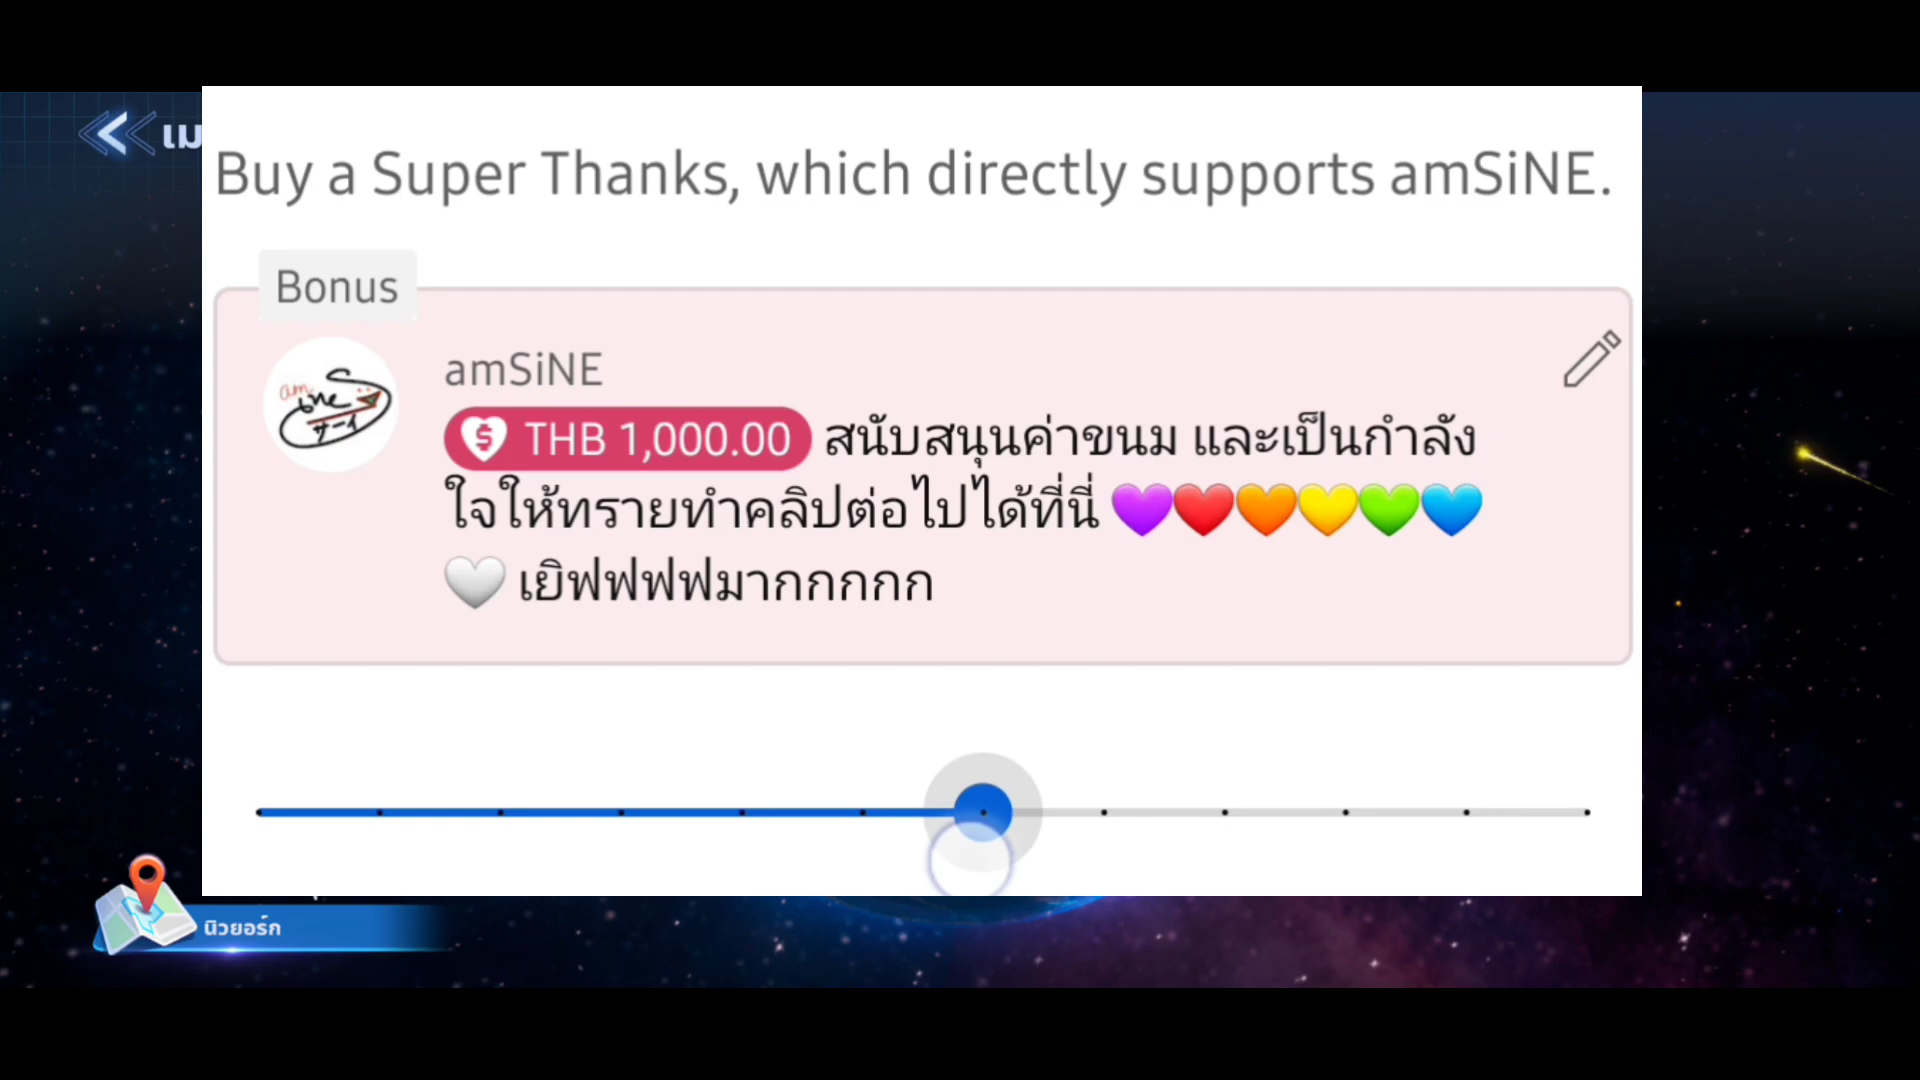 เม
Buy a Super Thanks, which directly supports amSiNE.
Bonus
amSiNE
THB 1,000.00 สนับสนุนค่าขนม และเป็นกำลัง
ใจให้ทรายทำคลิปต่อไปได้ที่นี่ 💜❤️🧡💛💚💙
🤍 เยิฟฟฟฟมากกกกก
นิวยอร์ก